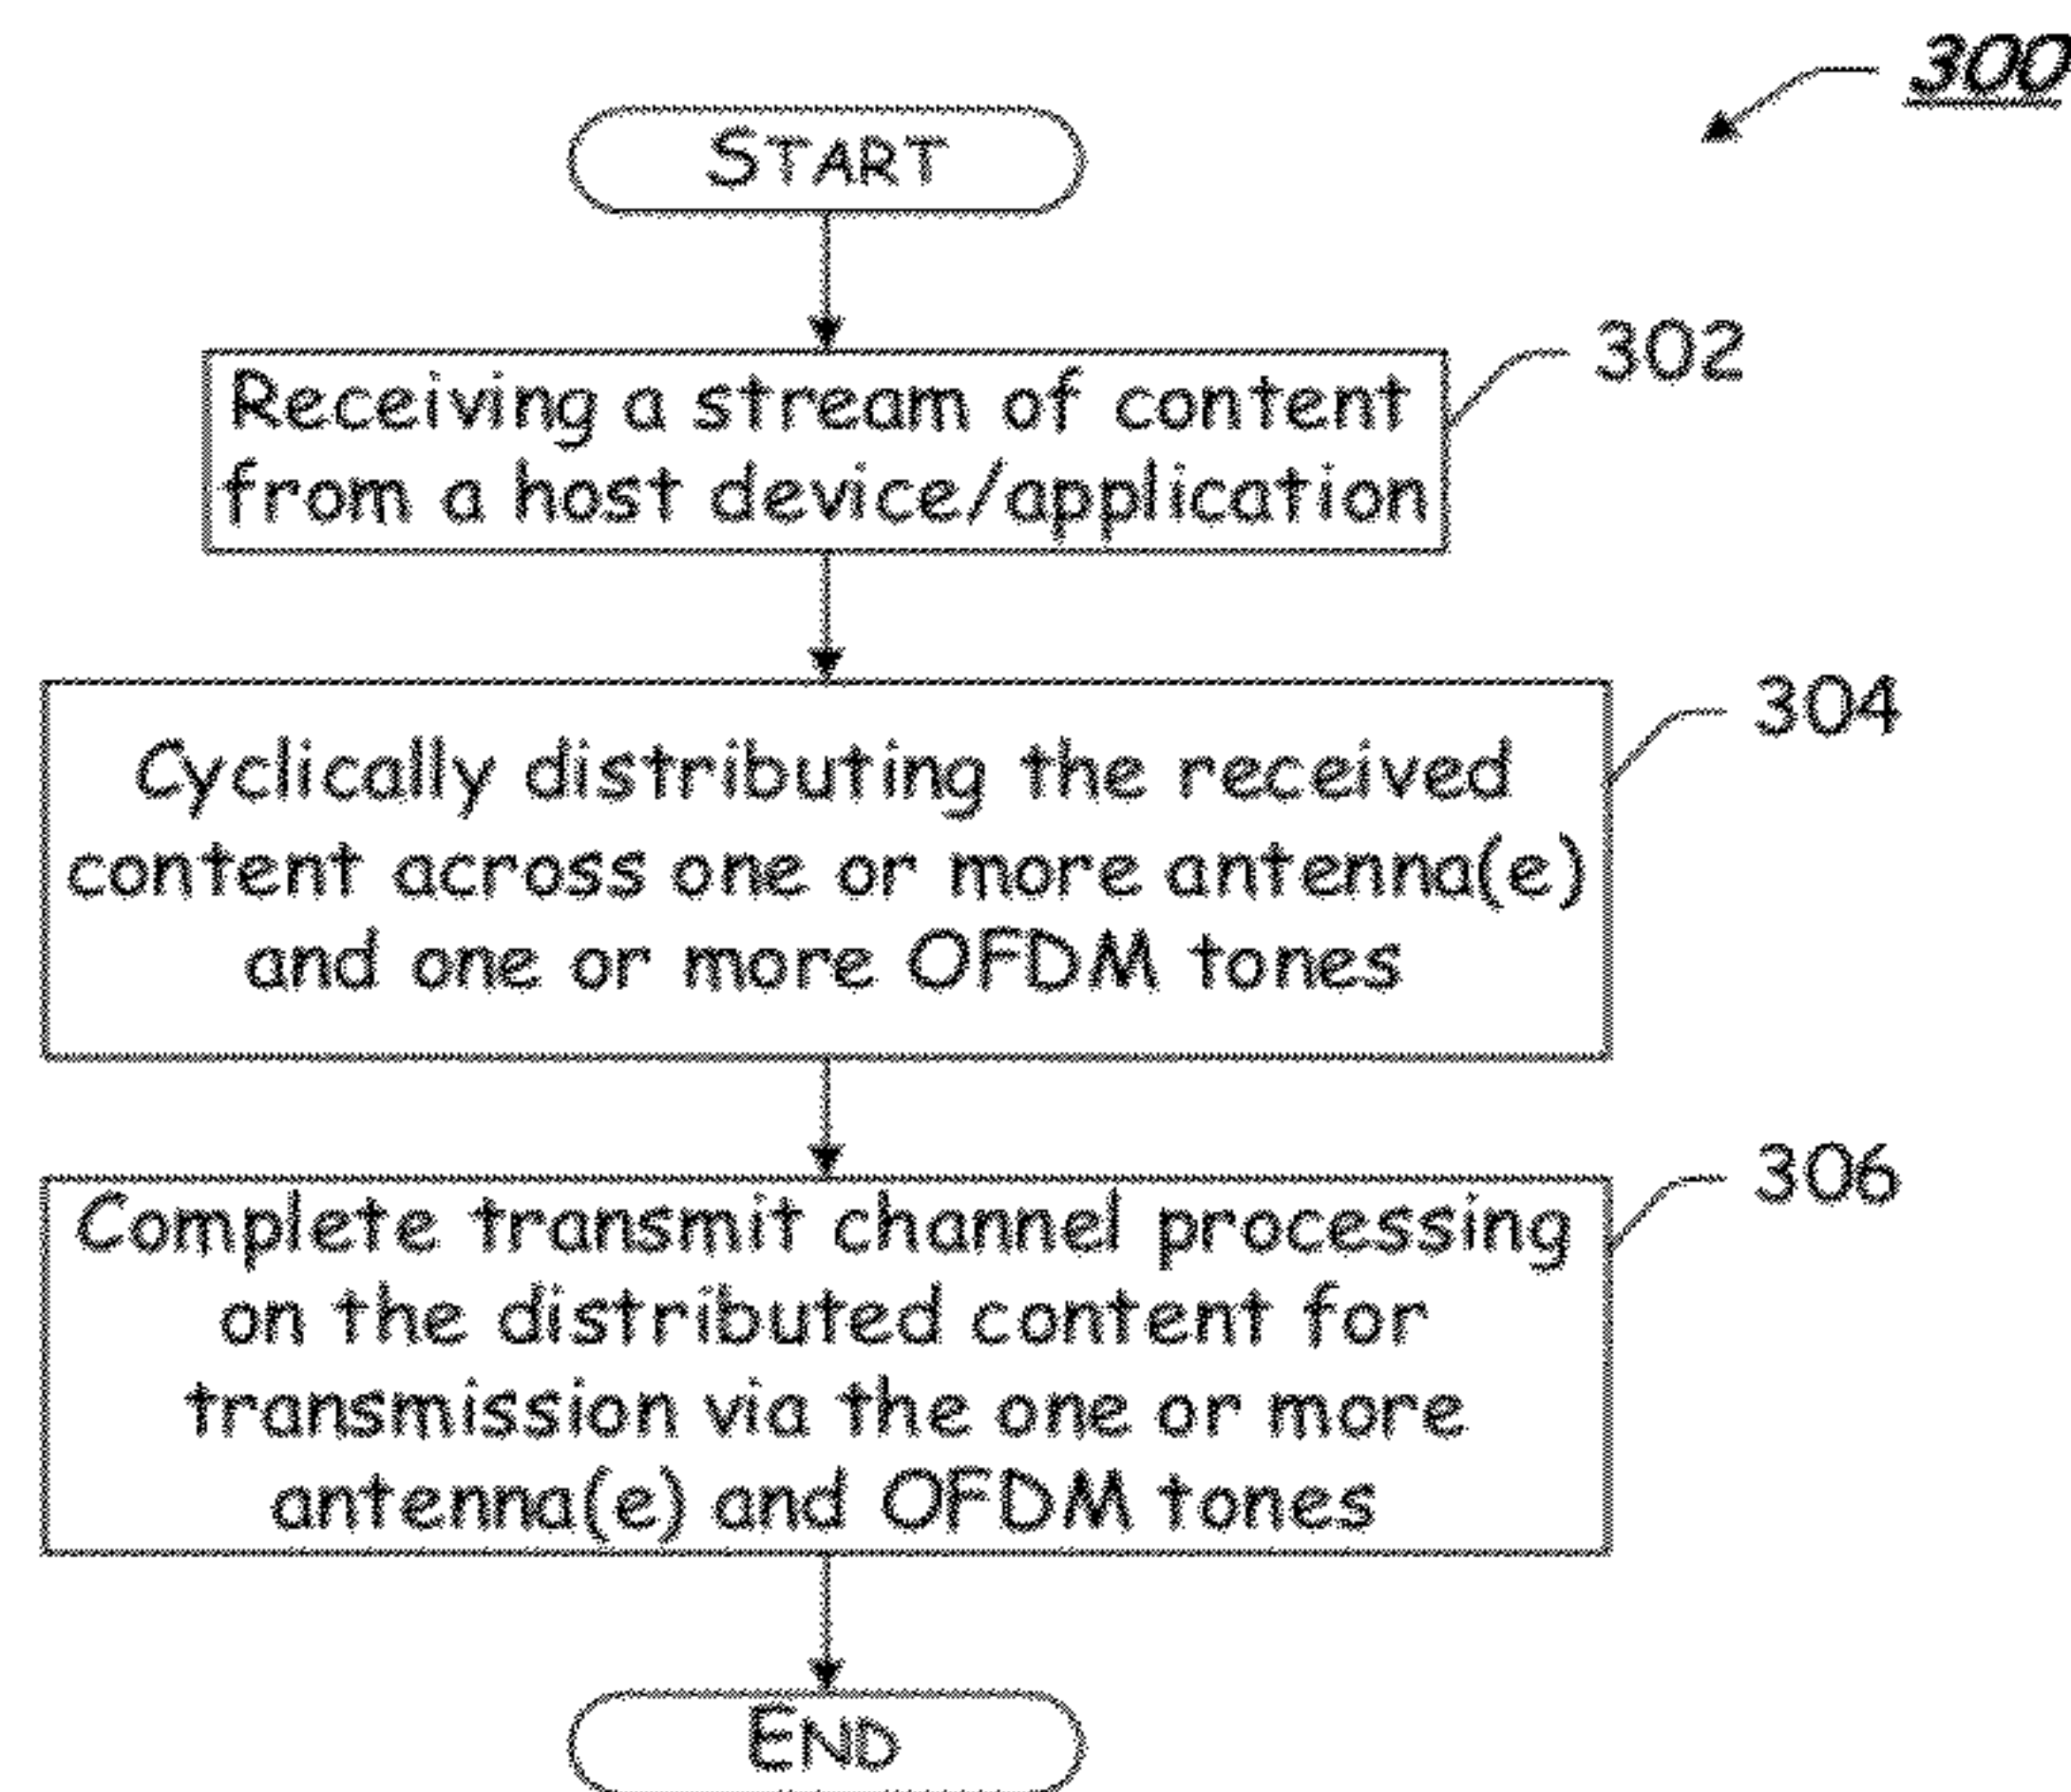 300
START
Receiving a stream of content
from a host device/application
302
Cyclically distributing the received
content across one or more antenna(e)
and one or more OFDM tones
304
Complete transmit channel processing
on the distributed content for
transmission via the one or more
antenna(e) and OFDM tones
306
END